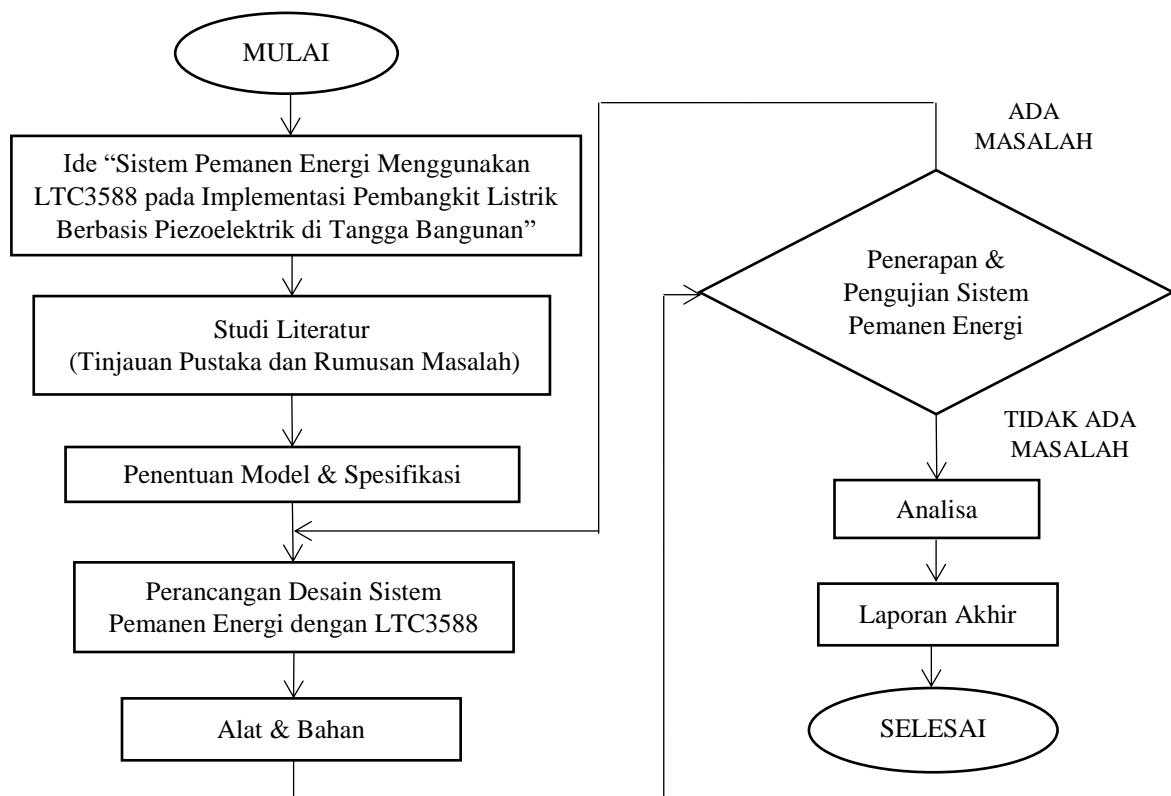 MULAI
Ide “Sistem Pemanen Energi Menggunakan
LTC3588 pada Implementasi Pembangkit Listrik
Berbasis Piezoelektrik di Tangga Bangunan”
Studi Literatur
(Tinjauan Pustaka dan Rumusan Masalah)
Penentuan Model & Spesifikasi
Perancangan Desain Sistem
Pemanen Energi dengan LTC3588
Alat & Bahan
ADA
MASALAH
Penerapan &
Pengujian Sistem
Pemanen Energi
TIDAK ADA
MASALAH
Analisa
Laporan Akhir
SELESAI